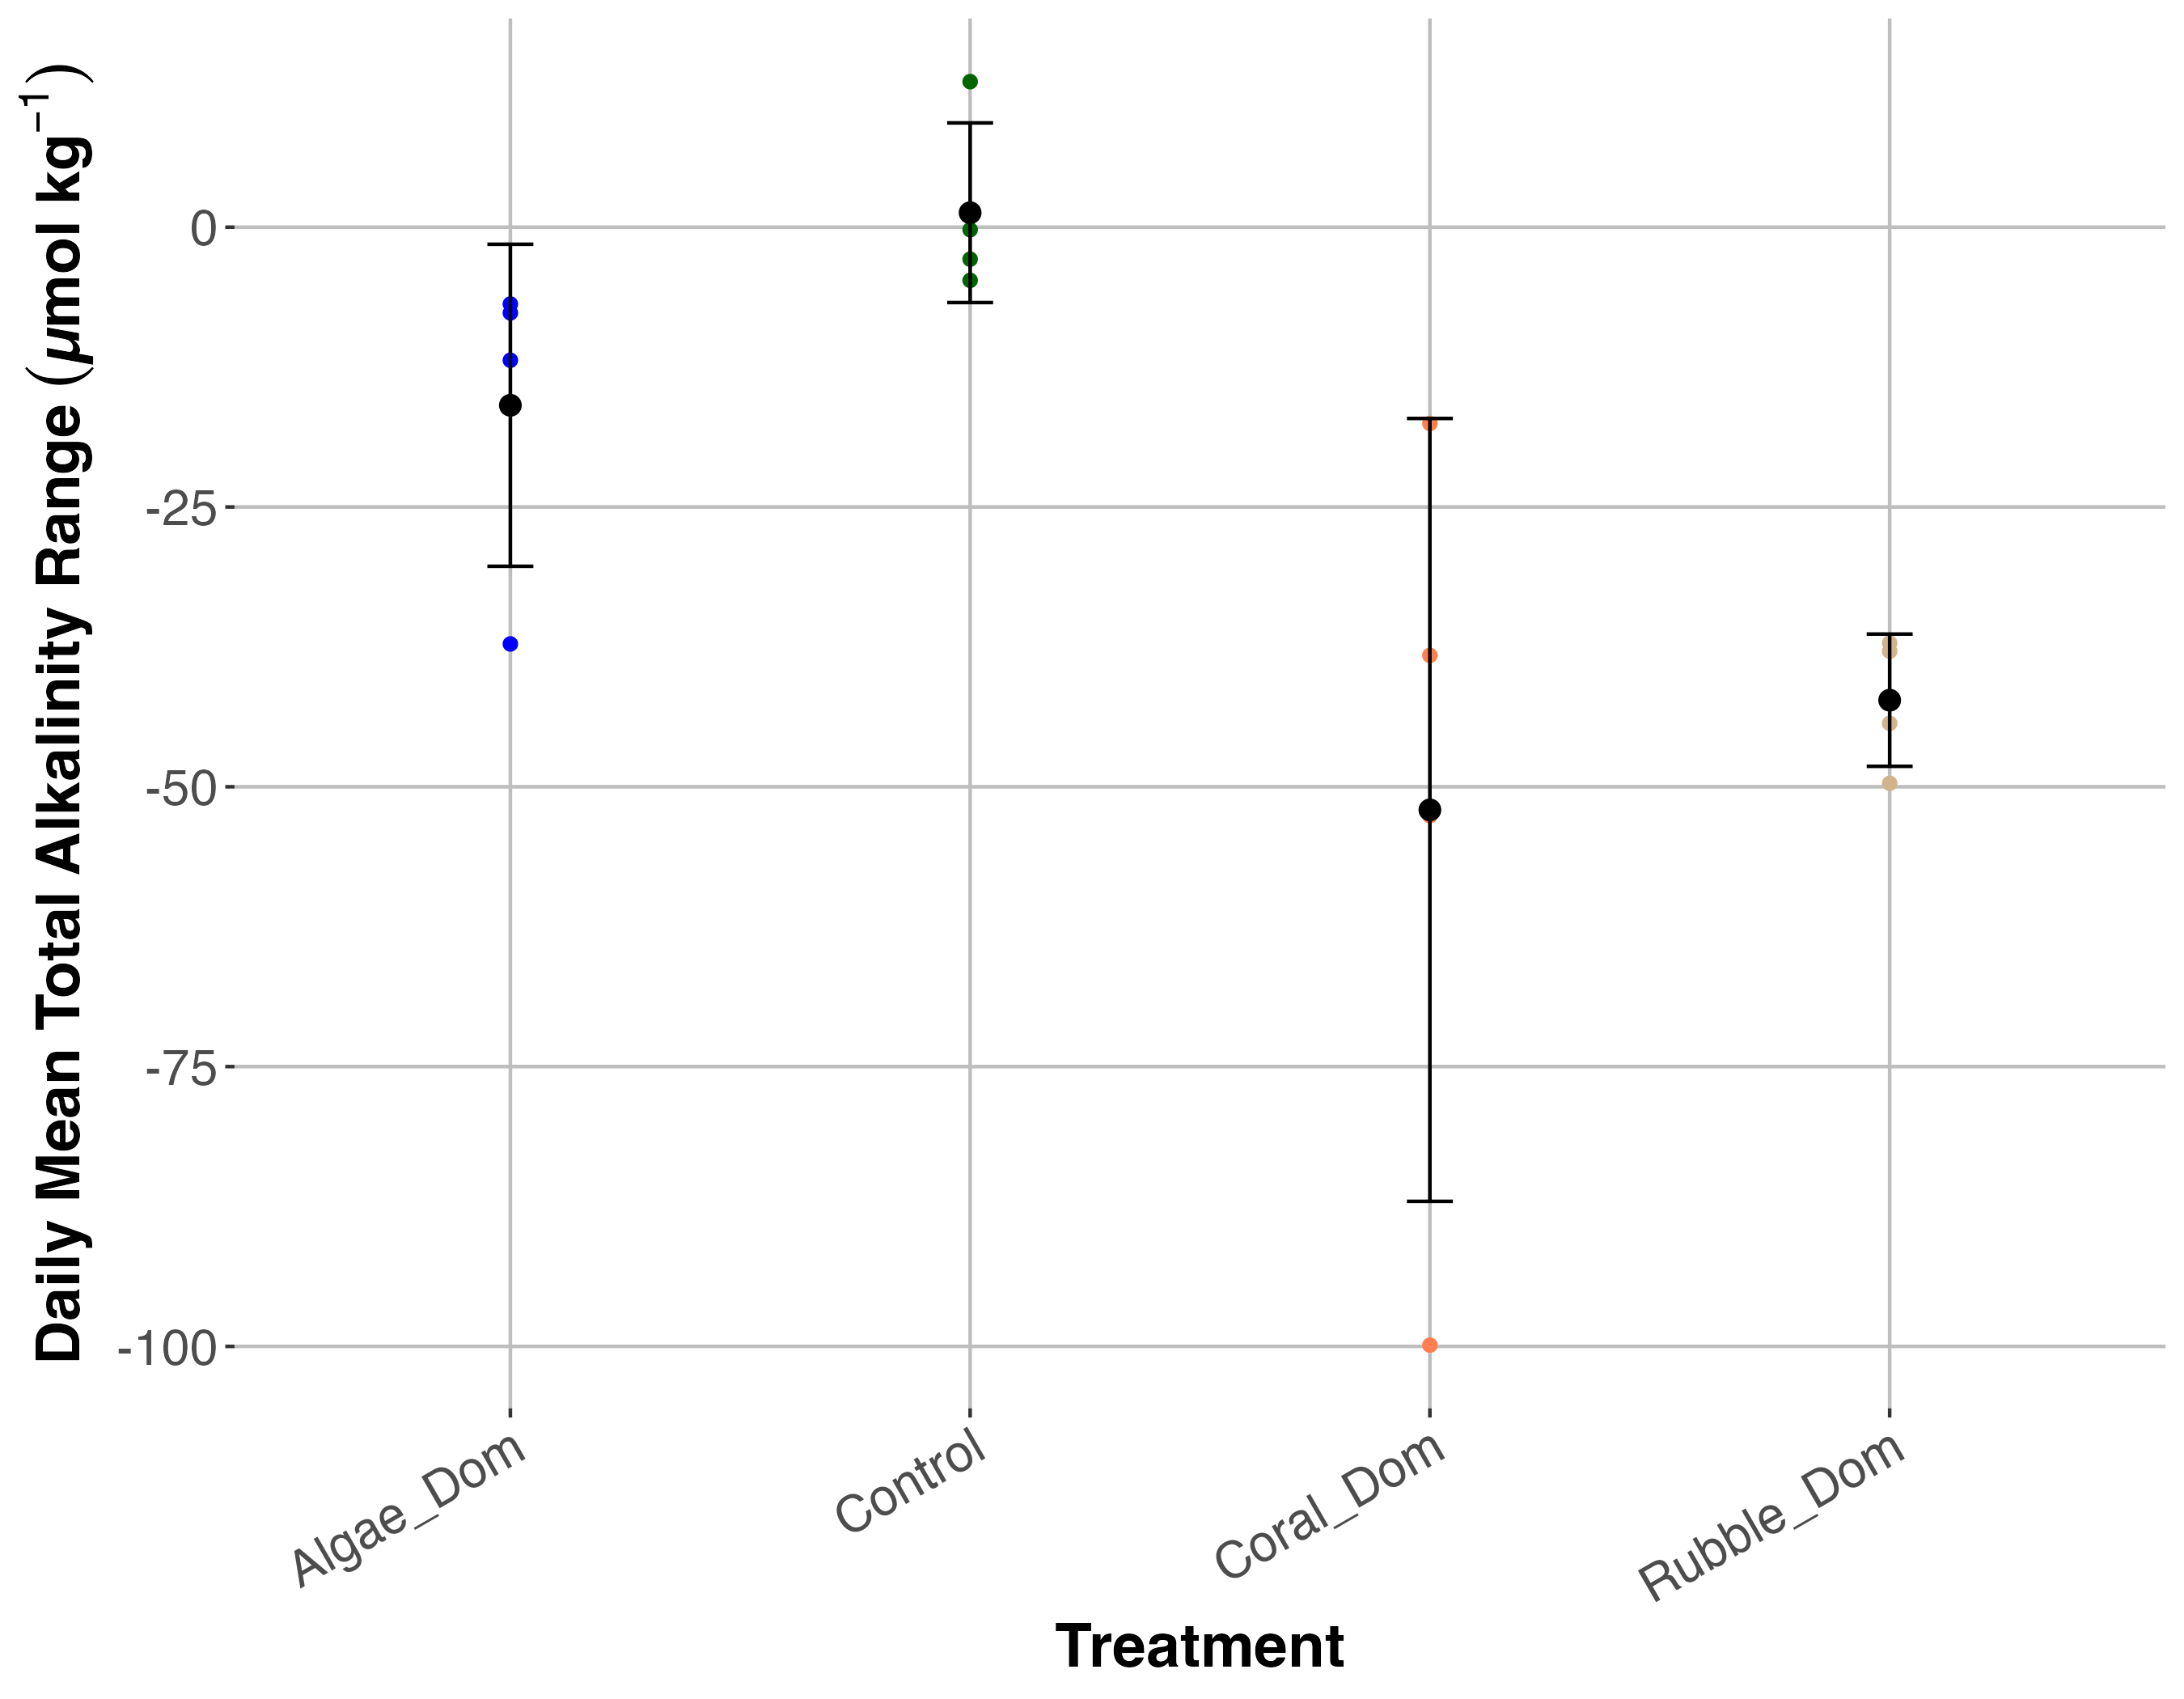 Daily Mean Total Alkalinity Range (µmol kg⁻¹)
0
-25
-50
-75
-100
Algae_Dom
Control
Coral_Dom
Rubble_Dom
Treatment